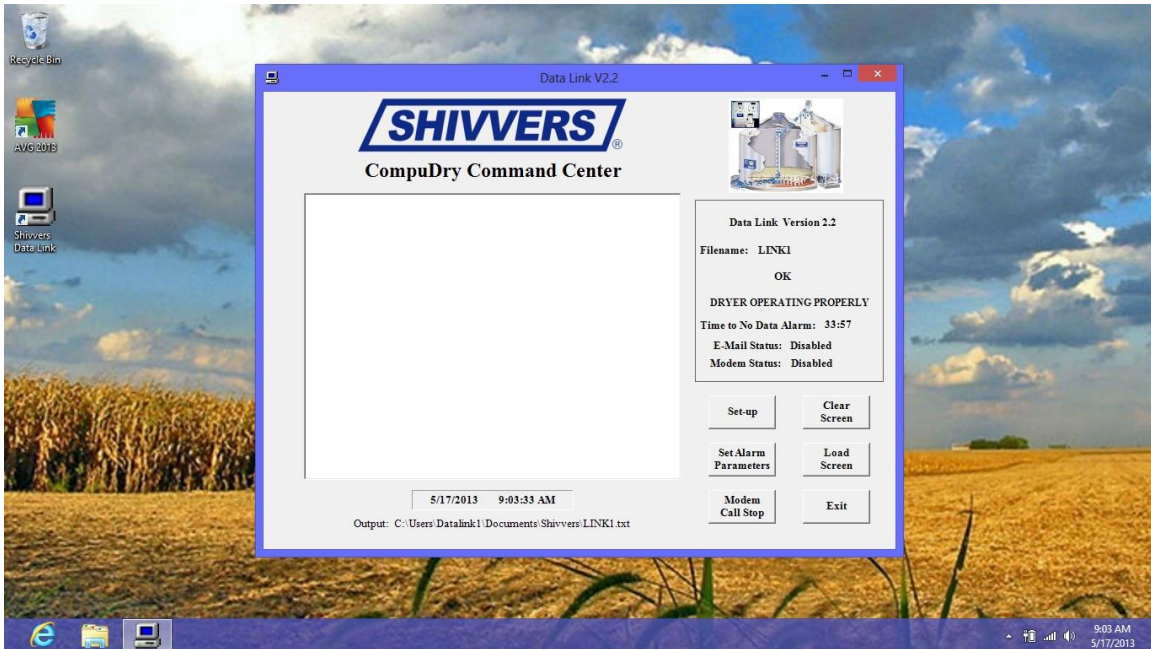 Recycle Bin
AVG 2013
Shivvers
Data Link
Data Link V2.2
SHIVVERS®
CompuDry Command Center
Data Link Version 2.2
Filename: LINK1
OK
DRYER OPERATING PROPERLY
Time to No Data Alarm: 33:57
E-Mail Status: Disabled
Modem Status: Disabled
Set-up
Clear
Screen
Set Alarm
Parameters
Load
Screen
Modem
Call Stop
Exit
5/17/2013 9:03:33 AM
Output: C:\Users\Datalink1\Documents\Shivvers\LINK1.txt
9:03 AM
5/17/2013